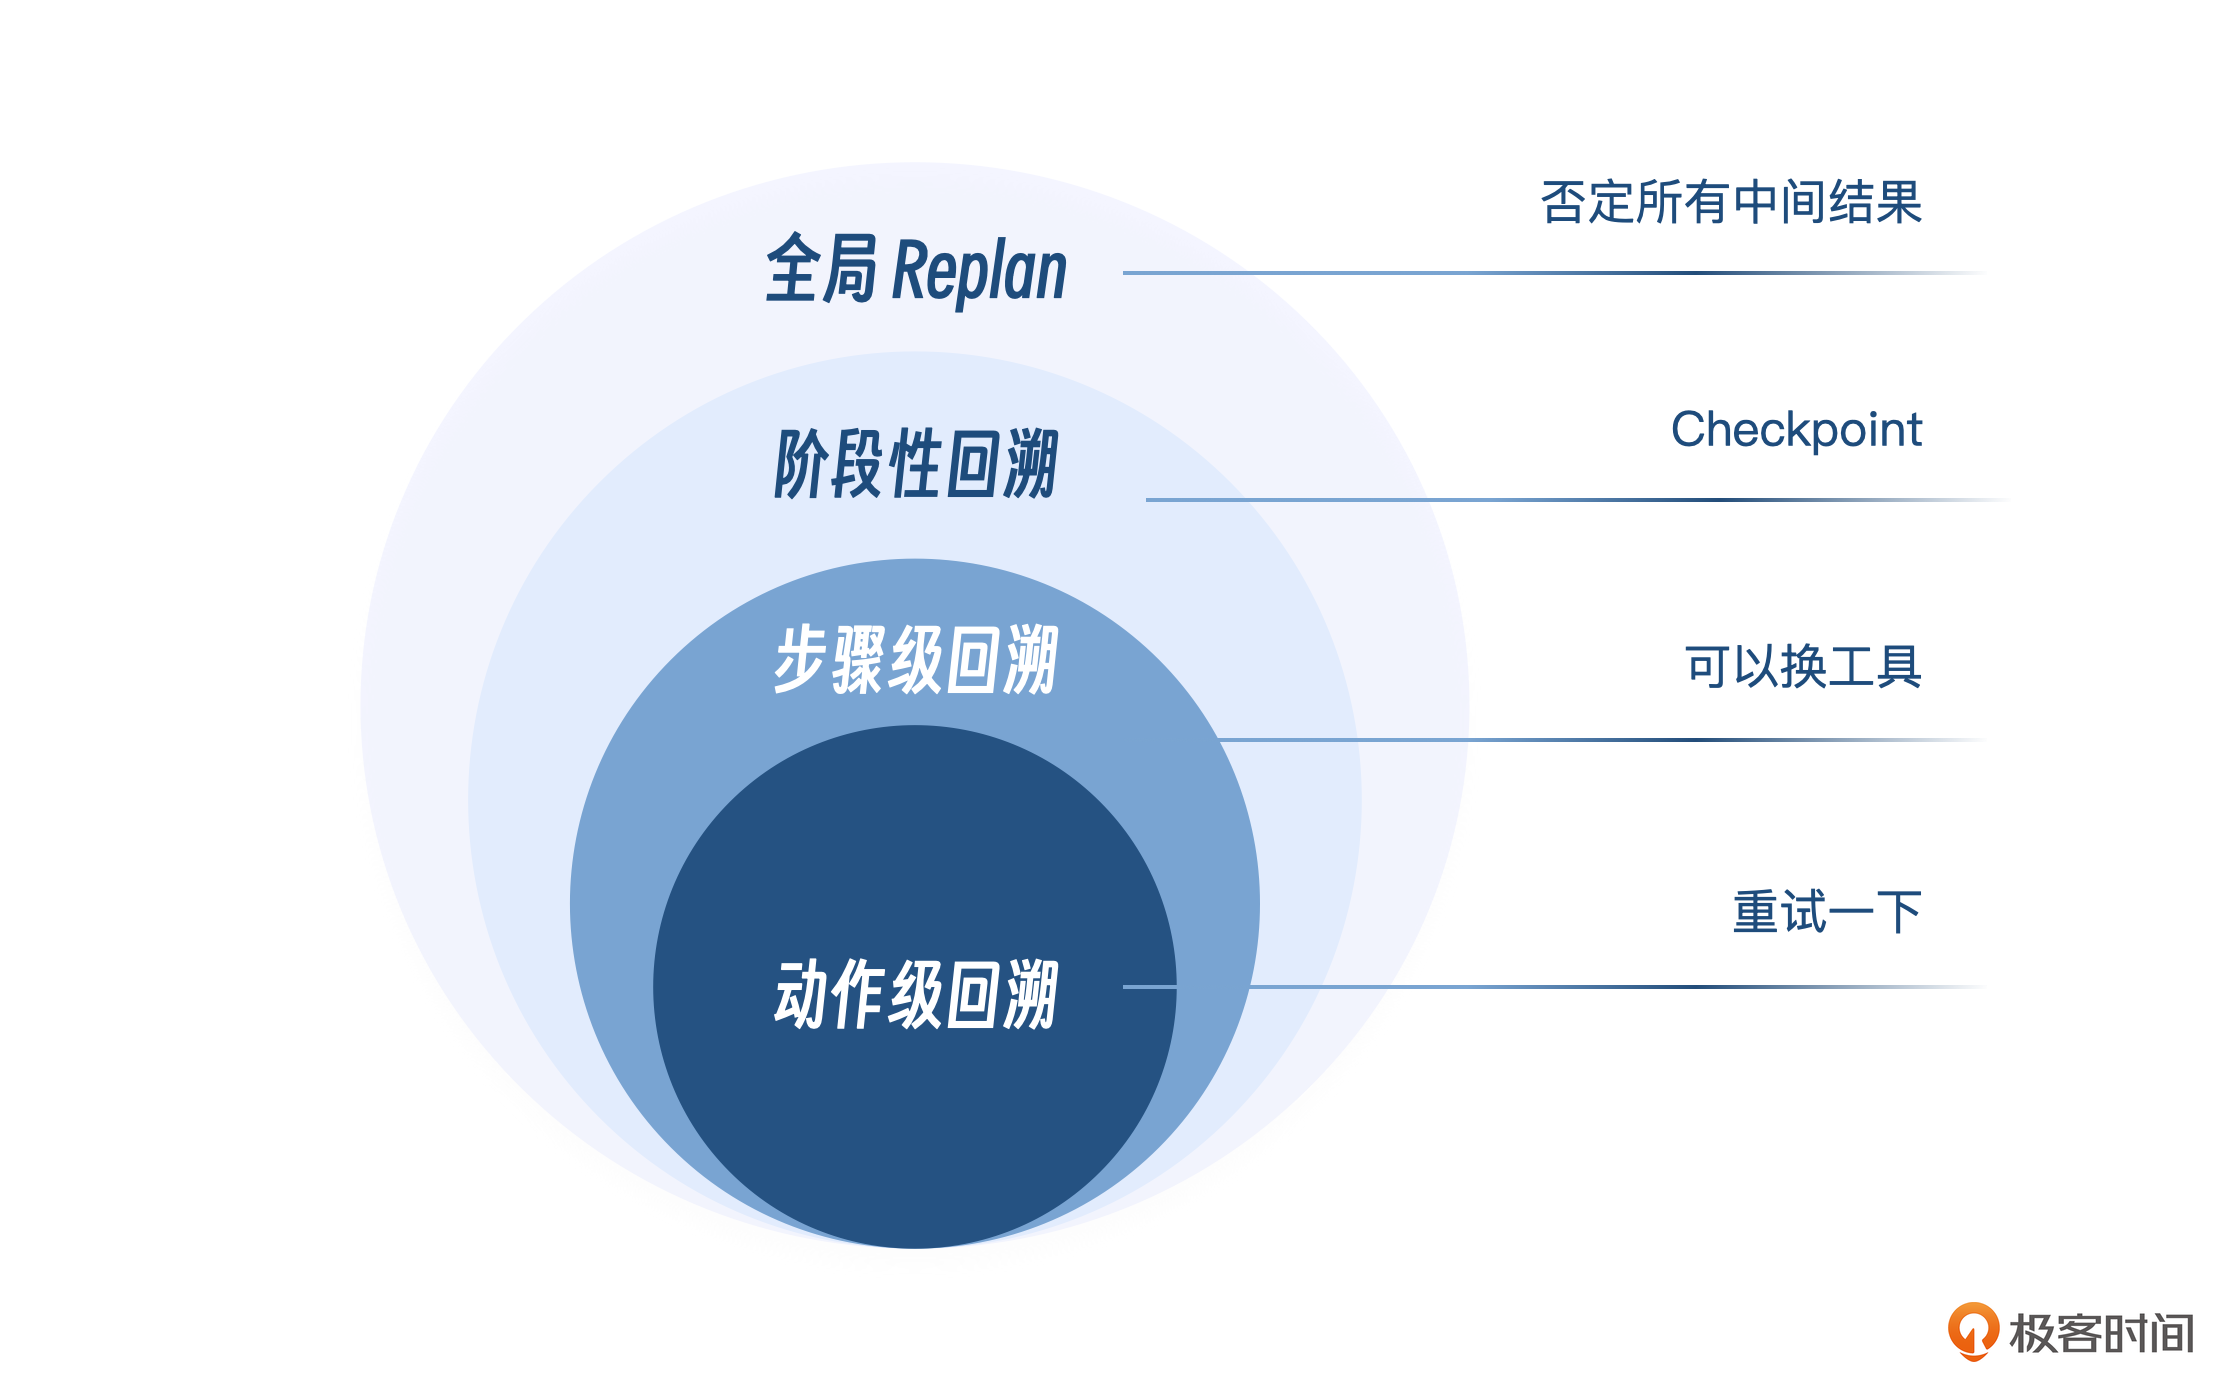 否定所有中间结果
全局 Replan
Checkpoint
阶段性回溯
可以换工具
步骤级回溯
重试一下
动作级回溯
极客时间